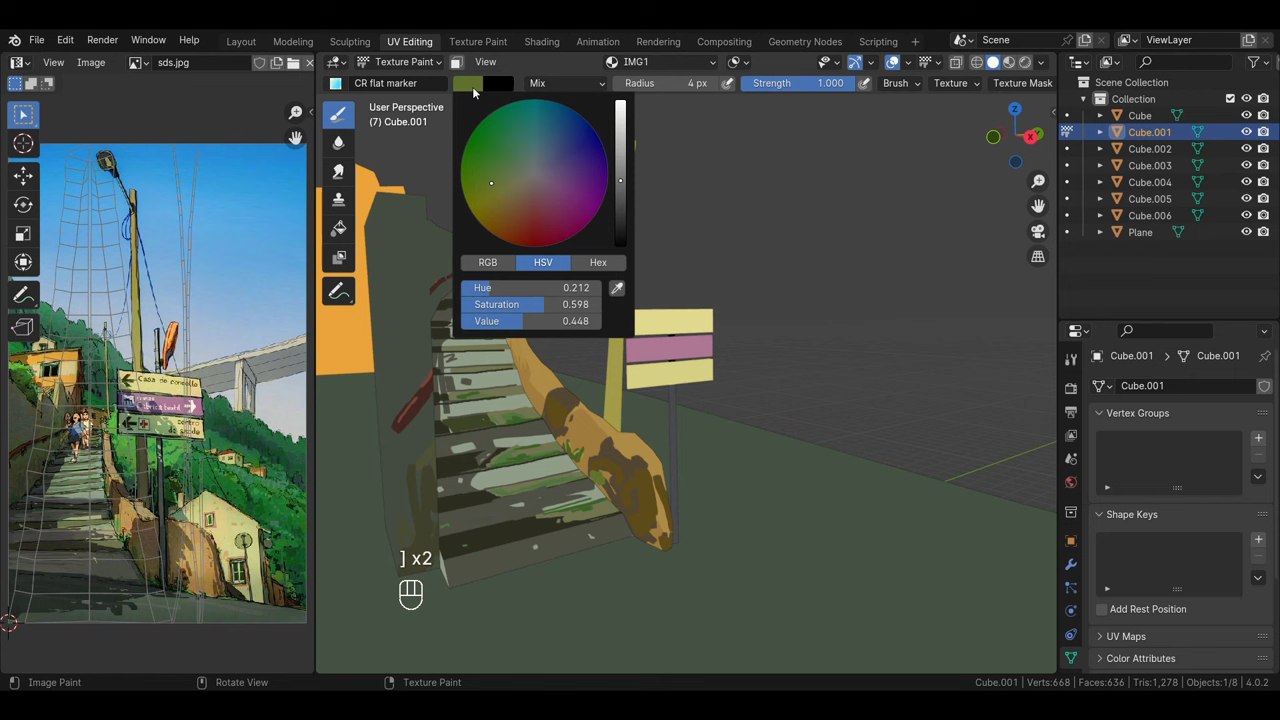 File Edit Render Window Help Layout Modeling Sculpting UV Editing Texture Paint Shading Animation Rendering Compositing Geometry Nodes Scripting + Scene ViewLayer
View Image sds.jpg Texture Paint View IMG1
CR flat marker Mix Radius 4 px Strength 1.000 Brush Texture Texture Mask
User Perspective
(7) Cube.001
Z
X
Y
RGB HSV Hex
Hue 0.212
Saturation 0.598
Value 0.448
] x2
Casa do concello
Scene Collection
Collection
Cube
Cube.001
Cube.002
Cube.003
Cube.004
Cube.005
Cube.006
Plane
Cube.001 Cube.001
Cube.001
Vertex Groups
Shape Keys
Add Rest Position
UV Maps
Color Attributes
Image Paint Rotate View Texture Paint Cube.001 | Verts:668 | Faces:636 | Tris:1,278 | Objects:1/8 | 4.0.2